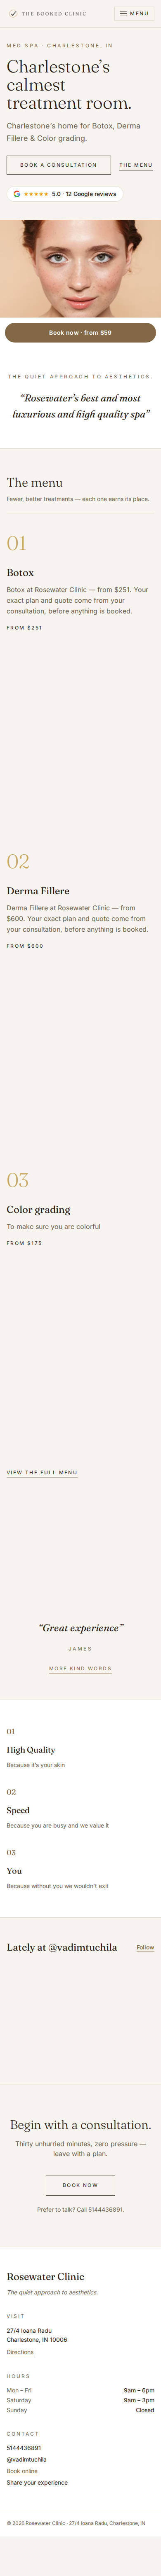 THE BOOKED CLINIC
MENU
MED SPA · CHARLESTONE, IN
Charlestone’s
calmest
treatment room.
Charlestone’s home for Botox, Derma
Fillere & Color grading.
BOOK A CONSULTATION
THE MENU
★★★★★ 5.0 · 12 Google reviews
Book now · from $59
THE QUIET APPROACH TO AESTHETICS.
“Rosewater’s best and most
luxurious and high quality spa”
The menu
Fewer, better treatments — each one earns its place.
01
Botox
Botox at Rosewater Clinic — from $251. Your
exact plan and quote come from your
consultation, before anything is booked.
FROM $251
02
Derma Fillere
Derma Fillere at Rosewater Clinic — from
$600. Your exact plan and quote come from
your consultation, before anything is booked.
FROM $600
03
Color grading
To make sure you are colorful
FROM $175
VIEW THE FULL MENU
“Great experience”
JAMES
MORE KIND WORDS
01
High Quality
Because it’s your skin
02
Speed
Because you are busy and we value it
03
You
Because without you we wouldn’t exit
Lately at @vadimtuchila
Follow
Begin with a consultation.
Thirty unhurried minutes, zero pressure —
leave with a plan.
BOOK NOW
Prefer to talk? Call 5144436891.
Rosewater Clinic
The quiet approach to aesthetics.
VISIT
27/4 Ioana Radu
Charlestone, IN 10006
Directions
HOURS
Mon – Fri 9am – 6pm
Saturday 9am – 3pm
Sunday Closed
CONTACT
5144436891
@vadimtuchila
Book online
Share your experience
© 2026 Rosewater Clinic · 27/4 Ioana Radu, Charlestone, IN